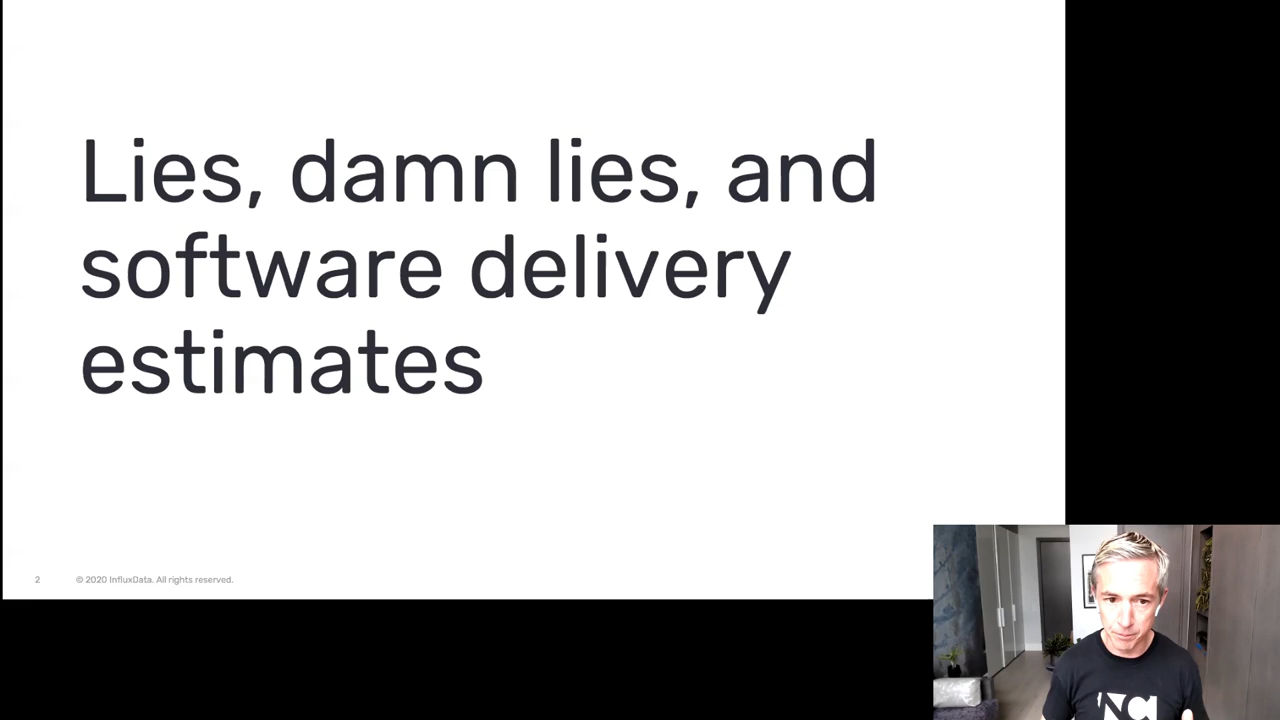 Lies, damn lies, and
software delivery
estimates
2 © 2020 InfluxData. All rights reserved.